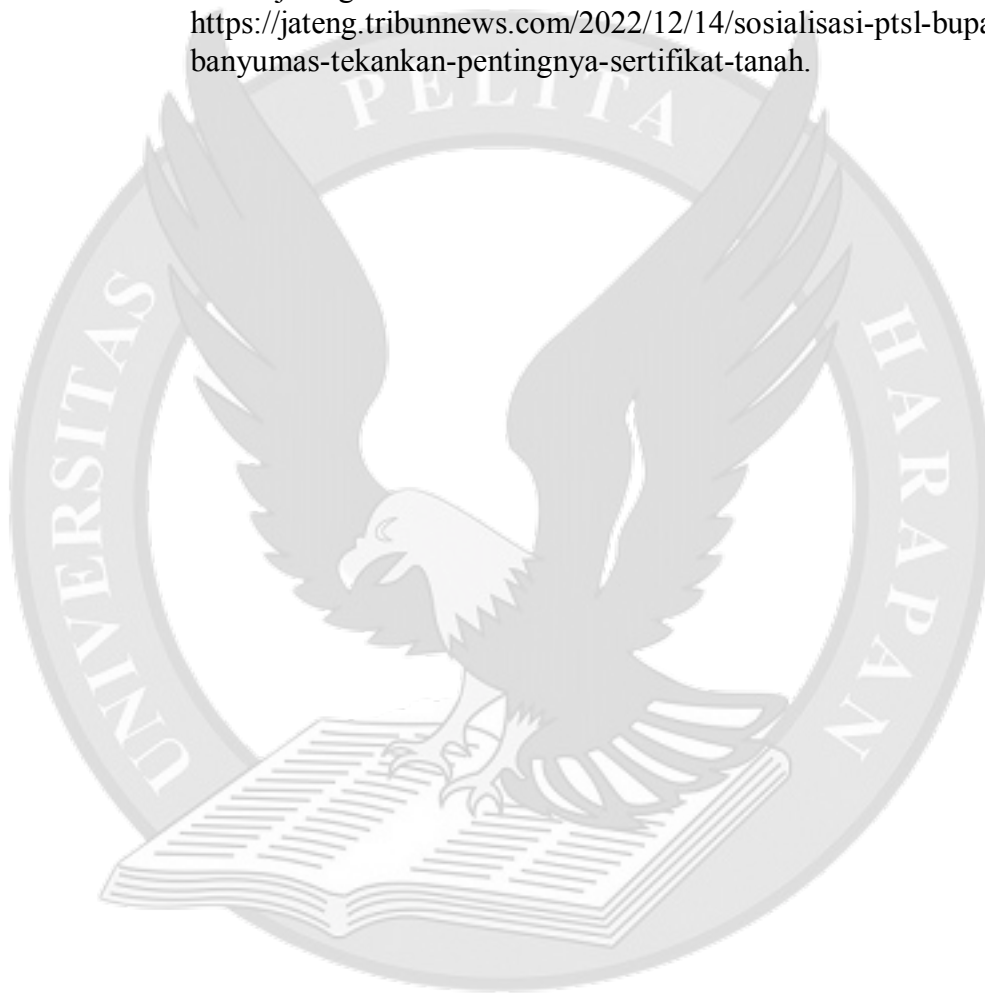 https://jateng.tribunnews.com/2022/12/14/sosialisasi-ptsl-bupa
banyumas-tekankan-pentingnya-sertifikat-tanah.
UNIVERSITAS PELITA HARAPAN